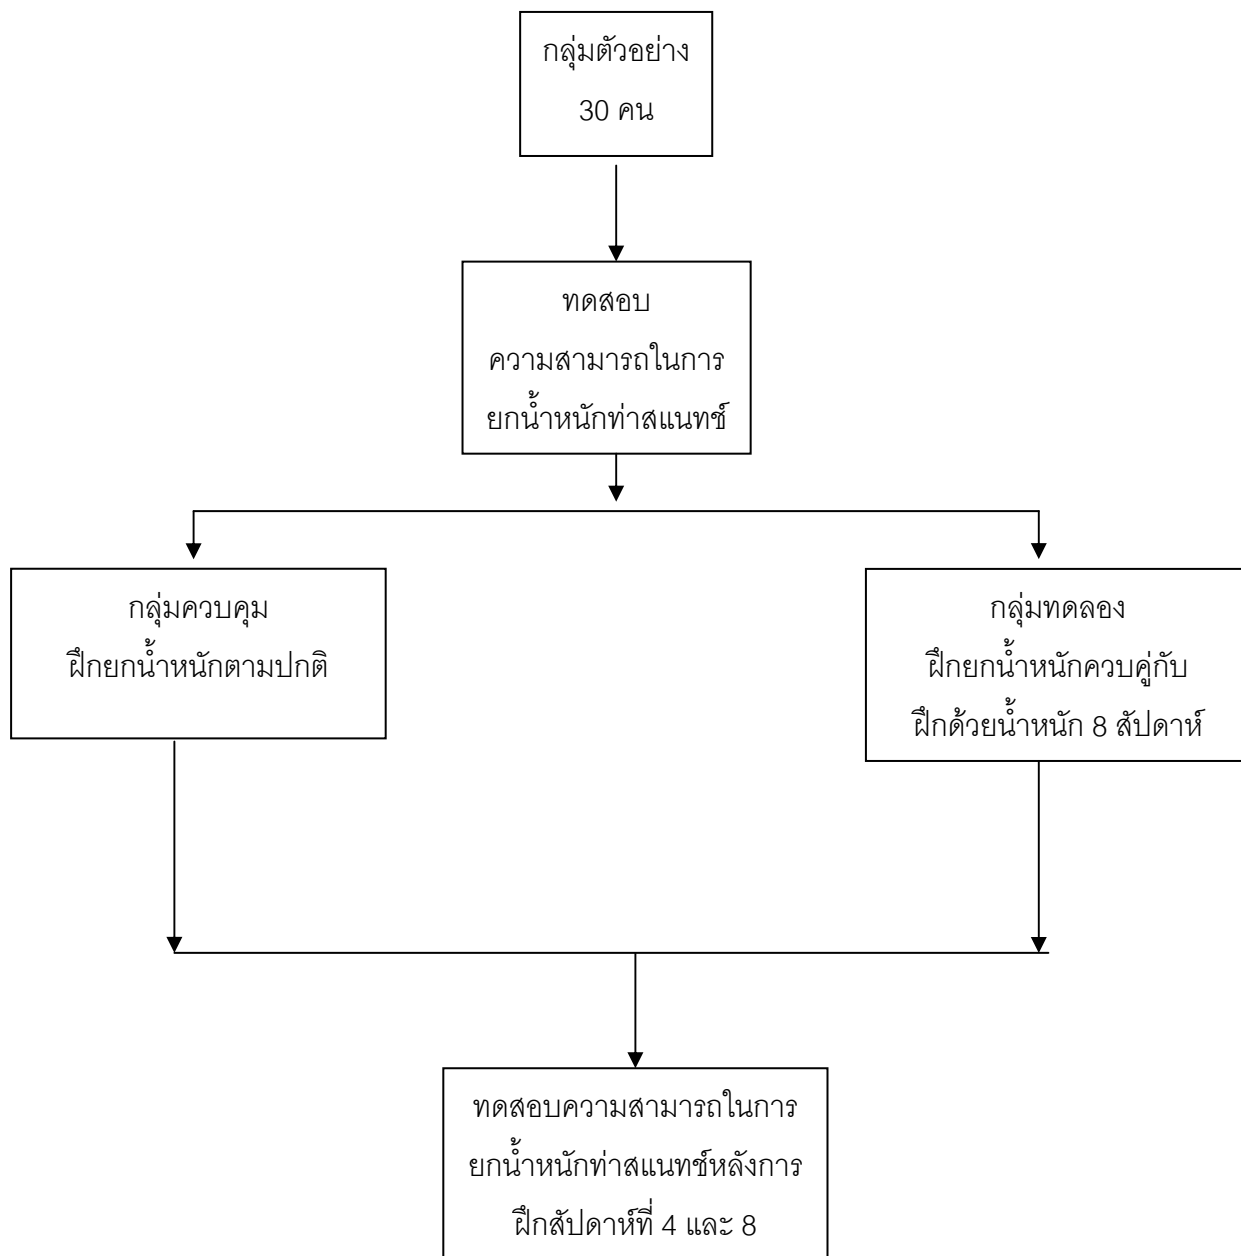 กลุ่มตัวอย่าง
30 คน
ทดสอบ
ความสามารถในการ
ยกน้ำหนักท่าสแนทช์
กลุ่มควบคุม
ฝึกยกน้ำหนักตามปกติ
กลุ่มทดลอง
ฝึกยกน้ำหนักควบคู่กับ
ฝึกด้วยน้ำหนัก 8 สัปดาห์
ทดสอบความสามารถในการ
ยกน้ำหนักท่าสแนทช์หลังการ
ฝึกสัปดาห์ที่ 4 และ 8